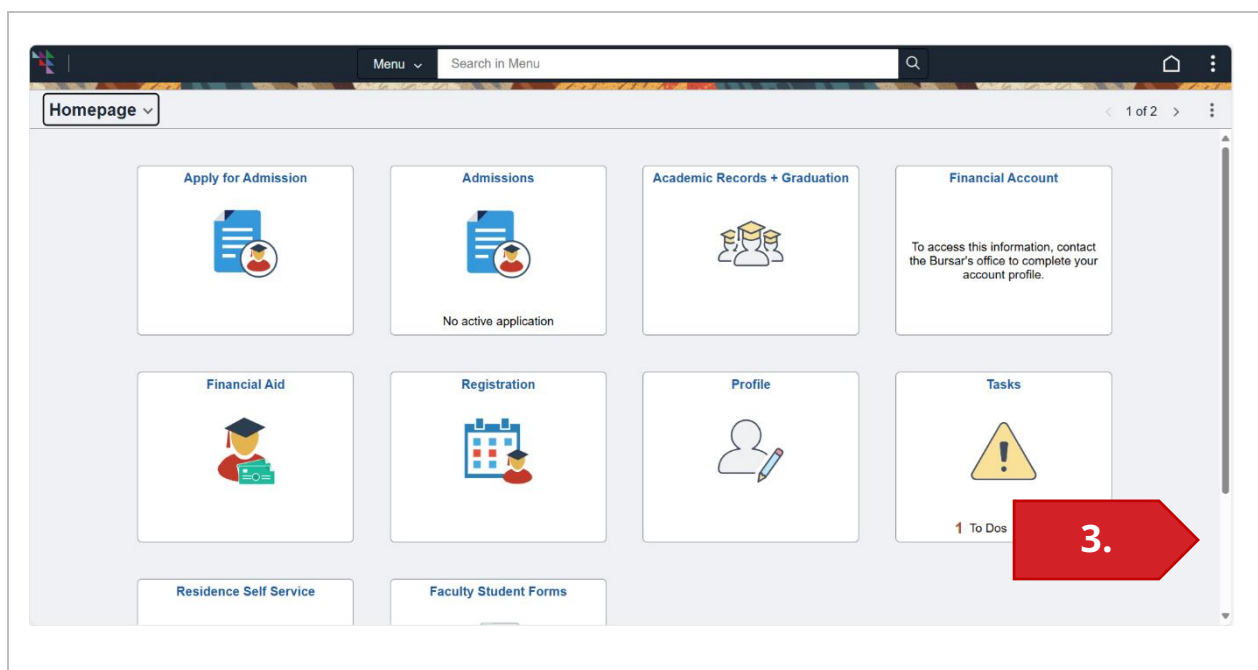 Menu
Search in Menu
Homepage
1 of 2
Apply for Admission
Admissions
No active application
Academic Records + Graduation
Financial Account
To access this information, contact
the Bursar's office to complete your
account profile.
Financial Aid
Registration
Profile
Tasks
1 To Dos
3.
Residence Self Service
Faculty Student Forms